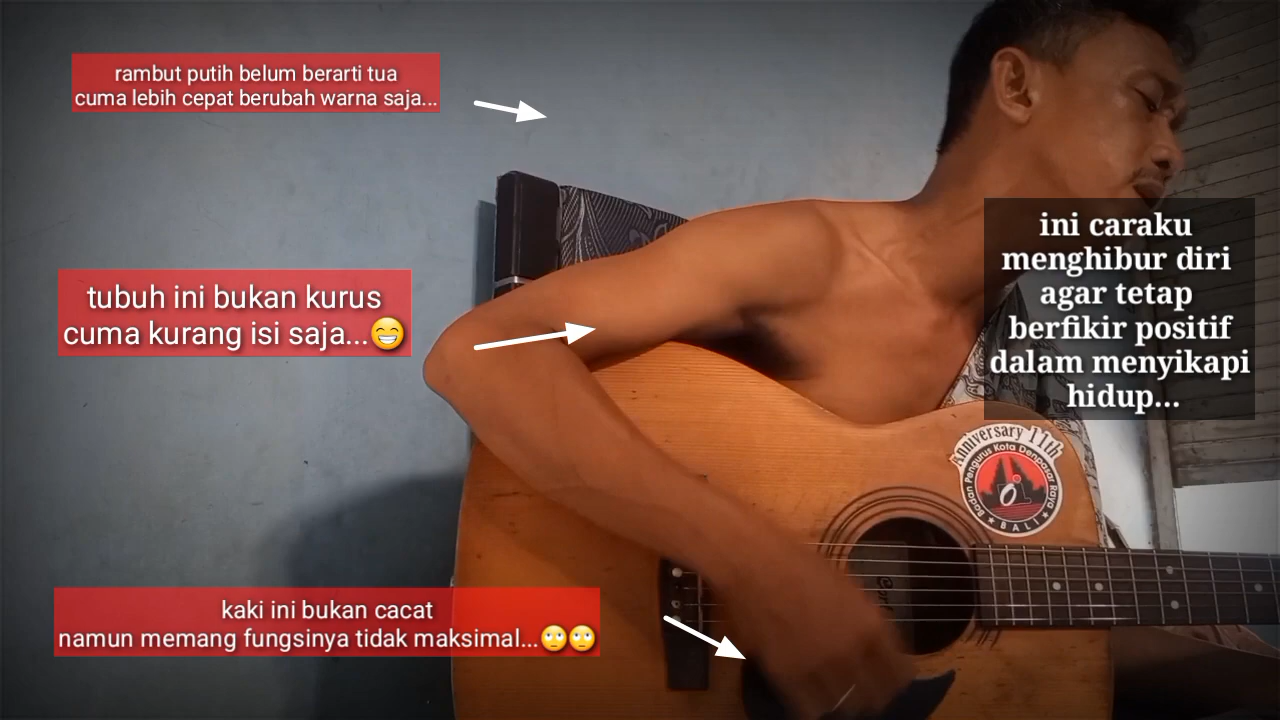 rambut putih belum berarti tua
cuma lebih cepat berubah warna saja...
tubuh ini bukan kurus
cuma kurang isi saja...😁
kaki ini bukan cacat
namun memang fungsinya tidak maksimal...🙄🙄
ini caraku
menghibur diri
agar tetap
berfikir positif
dalam menyikapi
hidup...
Anniversary 11th
Badan Pengurus Kota Denpasar Raya
BALI
Cort